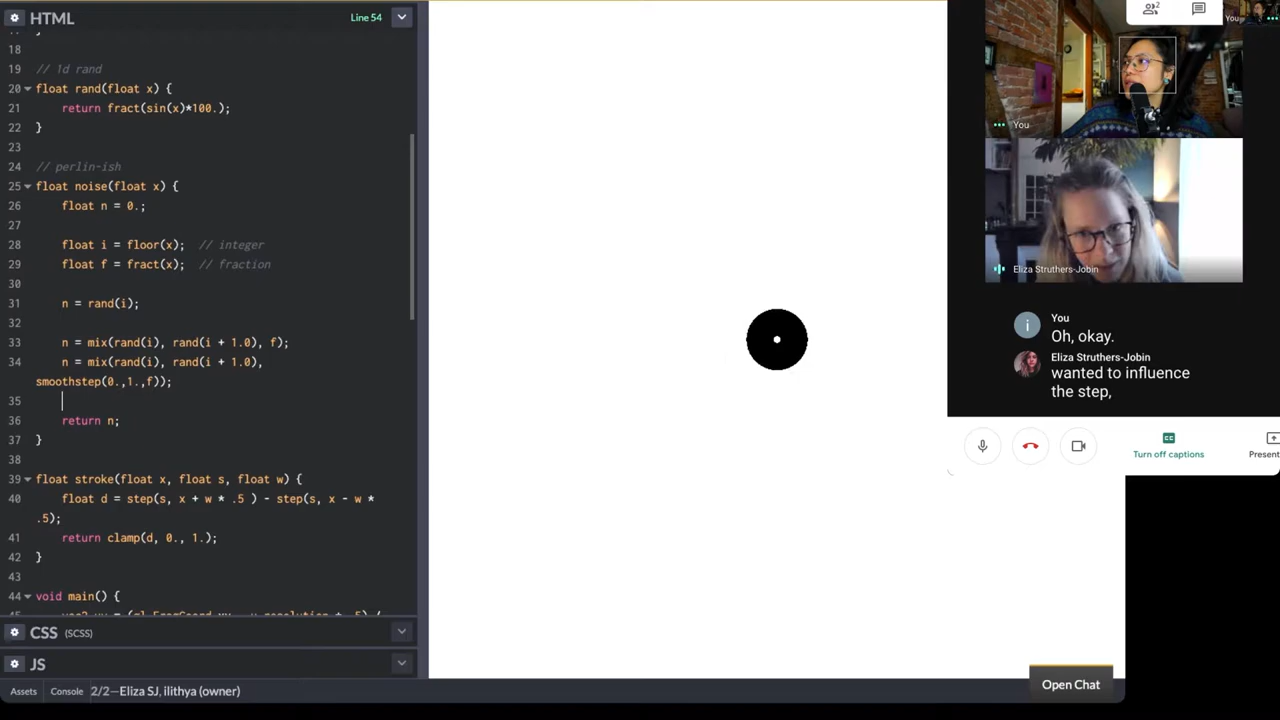 HTML
Line 54
18
19 // 1d rand
20 float rand(float x) {
21 return fract(sin(x)*100.);
22 }
23
24 // perlin-ish
25 float noise(float x) {
26 float n = 0.;
27
28 float i = floor(x); // integer
29 float f = fract(x); // fraction
30
31 n = rand(i);
32
33 n = mix(rand(i), rand(i + 1.0), f);
34 n = mix(rand(i), rand(i + 1.0),
smoothstep(0.,1.,f));
35
36 return n;
37 }
38
39 float stroke(float x, float s, float w) {
40 float d = step(s, x + w * .5 ) - step(s, x - w *
.5);
41 return clamp(d, 0., 1.);
42 }
43
44 void main() {
CSS (SCSS)
JS
Assets Console 2/2—Eliza SJ, ilithya (owner)
Open Chat
2
You
You
Eliza Struthers-Jobin
i
You
Oh, okay.
Eliza Struthers-Jobin
wanted to influence
the step,
Turn off captions
Present